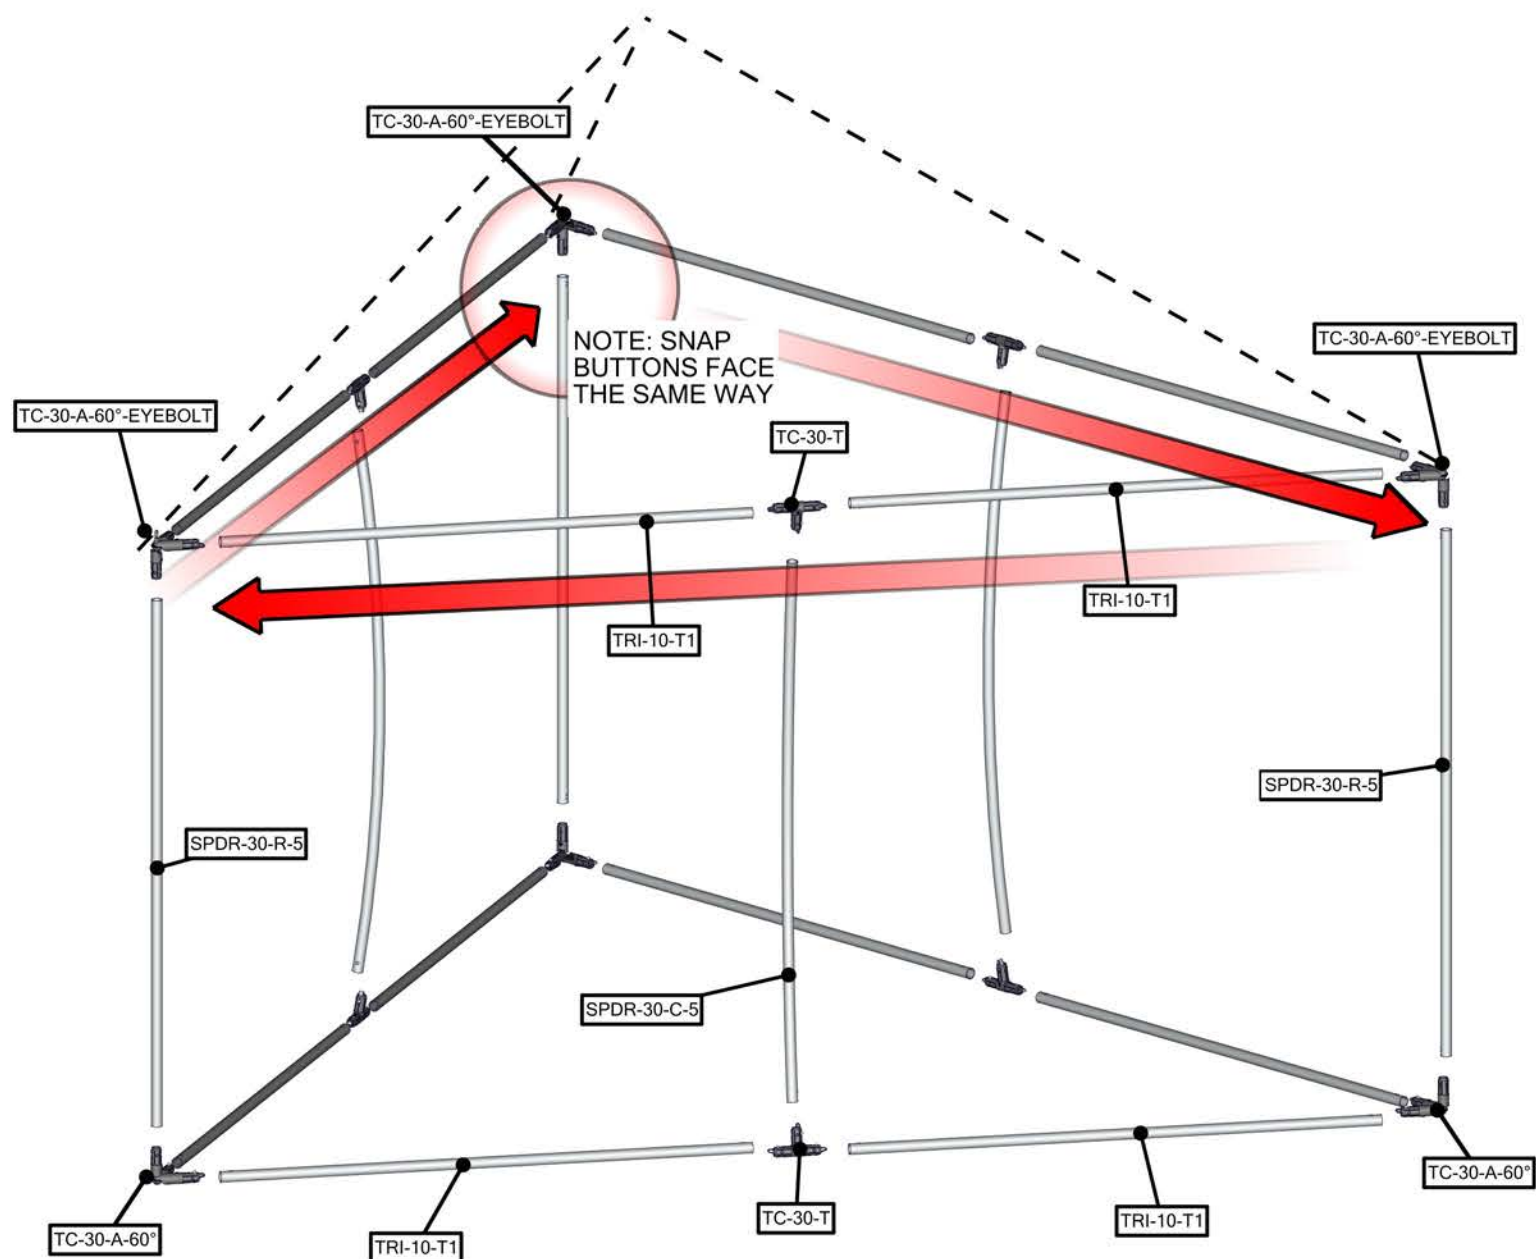 TC-30-A-60°-EYEBOLT
TC-30-A-60°-EYEBOLT
NOTE: SNAP
BUTTONS FACE
THE SAME WAY
TC-30-A-60°-EYEBOLT
TC-30-T
TRI-10-T1
TRI-10-T1
SPDR-30-R-5
SPDR-30-R-5
SPDR-30-C-5
TC-30-A-60°
TC-30-A-60°
TRI-10-T1
TC-30-T
TRI-10-T1